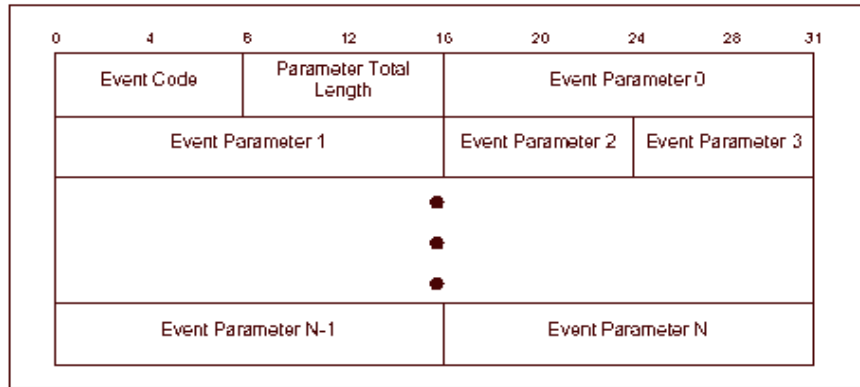 0 4 8 12 16 20 24 28 31
Event Code
Parameter Total
Length
Event Parameter 0
Event Parameter 1
Event Parameter 2
Event Parameter 3
Event Parameter N-1
Event Parameter N